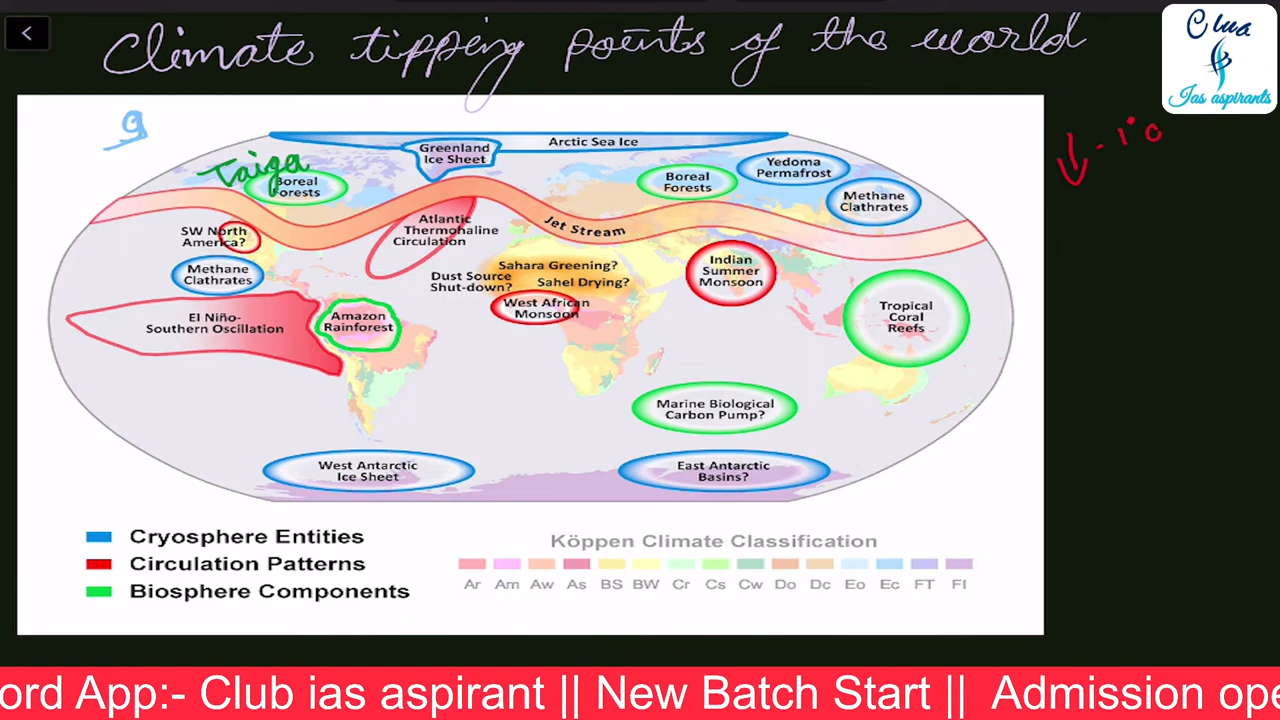 Climate tipping points of the world
Clua
Ias aspirants
9
Taiga
Greenland
Ice Sheet
Arctic Sea Ice
Boreal
Forests
Boreal
Forests
Yedoma
Permafrost
Methane
Clathrates
SW North
America?
Atlantic
Thermohaline
Circulation
Jet Stream
Methane
Clathrates
Dust Source
Shut-down?
Sahara Greening?
Sahel Drying?
Indian
Summer
Monsoon
West African
Monsoon
El Niño-
Southern Oscillation
Amazon
Rainforest
Tropical
Coral
Reefs
Marine Biological
Carbon Pump?
West Antarctic
Ice Sheet
East Antarctic
Basins?
Cryosphere Entities
Circulation Patterns
Biosphere Components
Köppen Climate Classification
Ar Am Aw As BS BW Cr Cs Cw Do Dc Eo Ec FT FI
ord App:- Club ias aspirant || New Batch Start || Admission ope